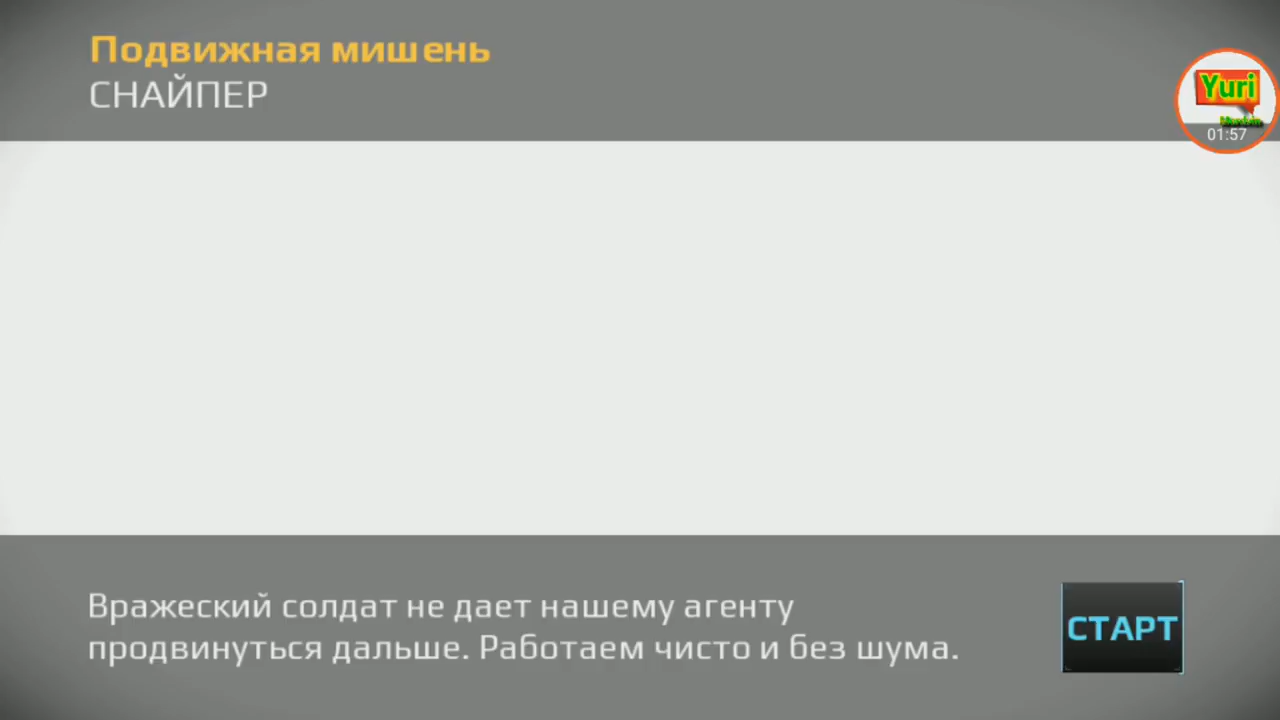 Подвижная мишень
СНАЙПЕР
Yuri
01:57
Вражеский солдат не дает нашему агенту
продвинуться дальше. Работаем чисто и без шума.
СТАРТ